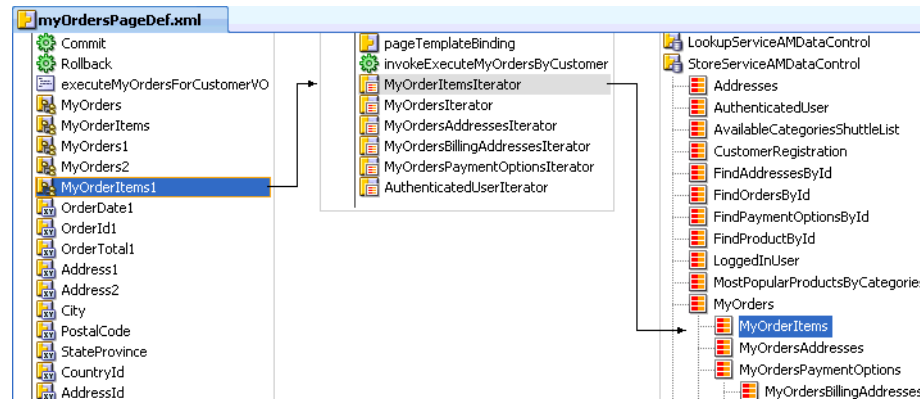 myOrdersPageDef.xml
Commit
Rollback
executeMyOrdersForCustomerVO
MyOrders
MyOrderItems
MyOrders1
MyOrders2
MyOrderItems1
OrderDate1
OrderId1
OrderTotal1
Address1
Address2
City
PostalCode
StateProvince
CountryId
AddressId
pageTemplateBinding
invokeExecuteMyOrdersByCustomer
MyOrderItemsIterator
MyOrdersIterator
MyOrdersAddressesIterator
MyOrdersBillingAddressesIterator
MyOrdersPaymentOptionsIterator
AuthenticatedUserIterator
LookupServiceAMDataControl
StoreServiceAMDataControl
Addresses
AuthenticatedUser
AvailableCategoriesShuttleList
CustomerRegistration
FindAddressesById
FindOrdersById
FindPaymentOptionsById
FindProductById
LoggedInUser
MostPopularProductsByCategories
MyOrders
MyOrderItems
MyOrdersAddresses
MyOrdersPaymentOptions
MyOrdersBillingAddresses